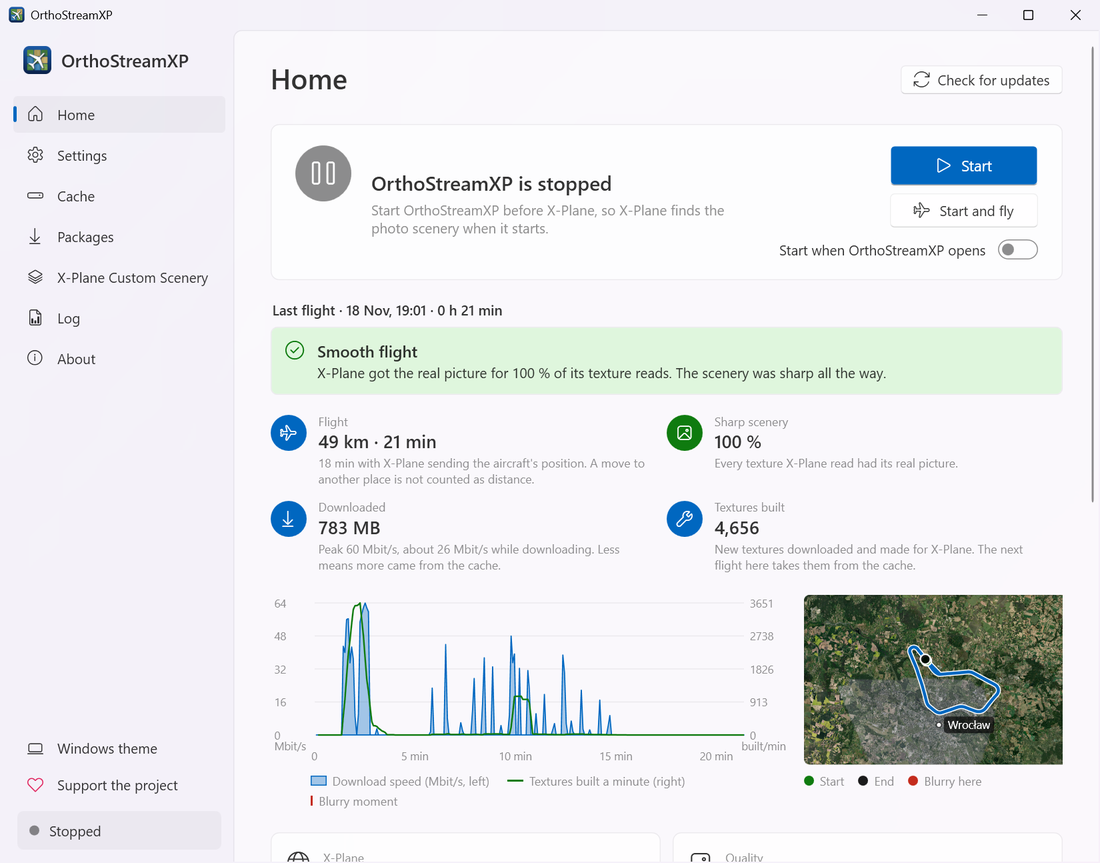 OrthoStreamXP
OrthoStreamXP
Home
Settings
Cache
Packages
X-Plane Custom Scenery
Log
About
Windows theme
Support the project
Stopped
Home
Check for updates
OrthoStreamXP is stopped
Start OrthoStreamXP before X-Plane, so X-Plane finds the
photo scenery when it starts.
Start
Start and fly
Start when OrthoStreamXP opens
Last flight · 18 Nov, 19:01 · 0 h 21 min
Smooth flight
X-Plane got the real picture for 100 % of its texture reads. The scenery was sharp all the way.
Flight
49 km · 21 min
18 min with X-Plane sending the aircraft's position. A move to
another place is not counted as distance.
Sharp scenery
100 %
Every texture X-Plane read had its real picture.
Downloaded
783 MB
Peak 60 Mbit/s, about 26 Mbit/s while downloading. Less
means more came from the cache.
Textures built
4,656
New textures downloaded and made for X-Plane. The next
flight here takes them from the cache.
64 3651
48 2738
32 1826
16 913
0 0
Mbit/s built/min
0 5 min 10 min 15 min 20 min
Download speed (Mbit/s, left) Textures built a minute (right)
Blurry moment
Wrocław
Start End Blurry here
X-Plane
Quality